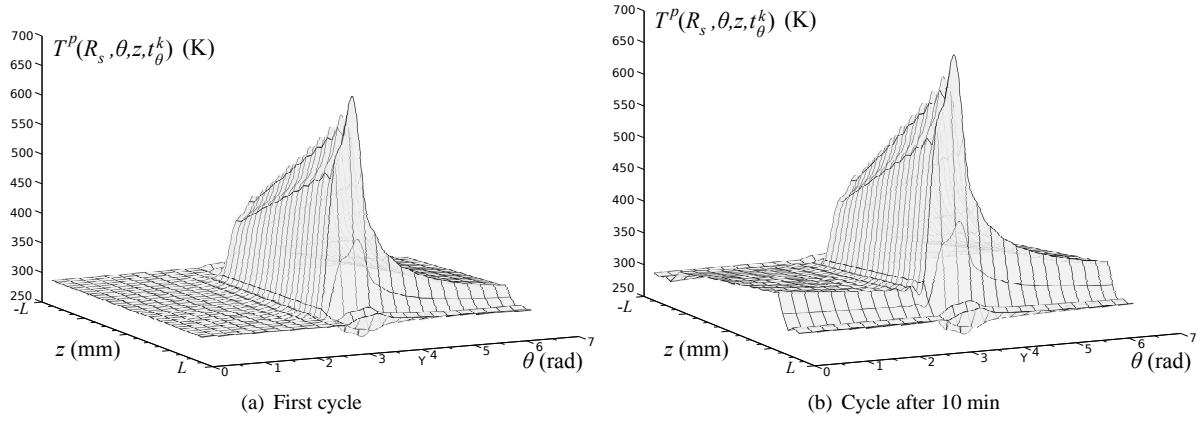 T^p(R_s ,θ,z,t_θ^k) (K)
700
650
600
550
500
450
400
350
300
250
-L
z (mm)
L
0
1
2
3
Y
4
5
6
7
θ (rad)
(a) First cycle
T^p(R_s ,θ,z,t_θ^k) (K)
700
650
600
550
500
450
400
350
300
250
-L
z (mm)
L
0
1
2
3
Y
4
5
6
7
θ (rad)
(b) Cycle after 10 min